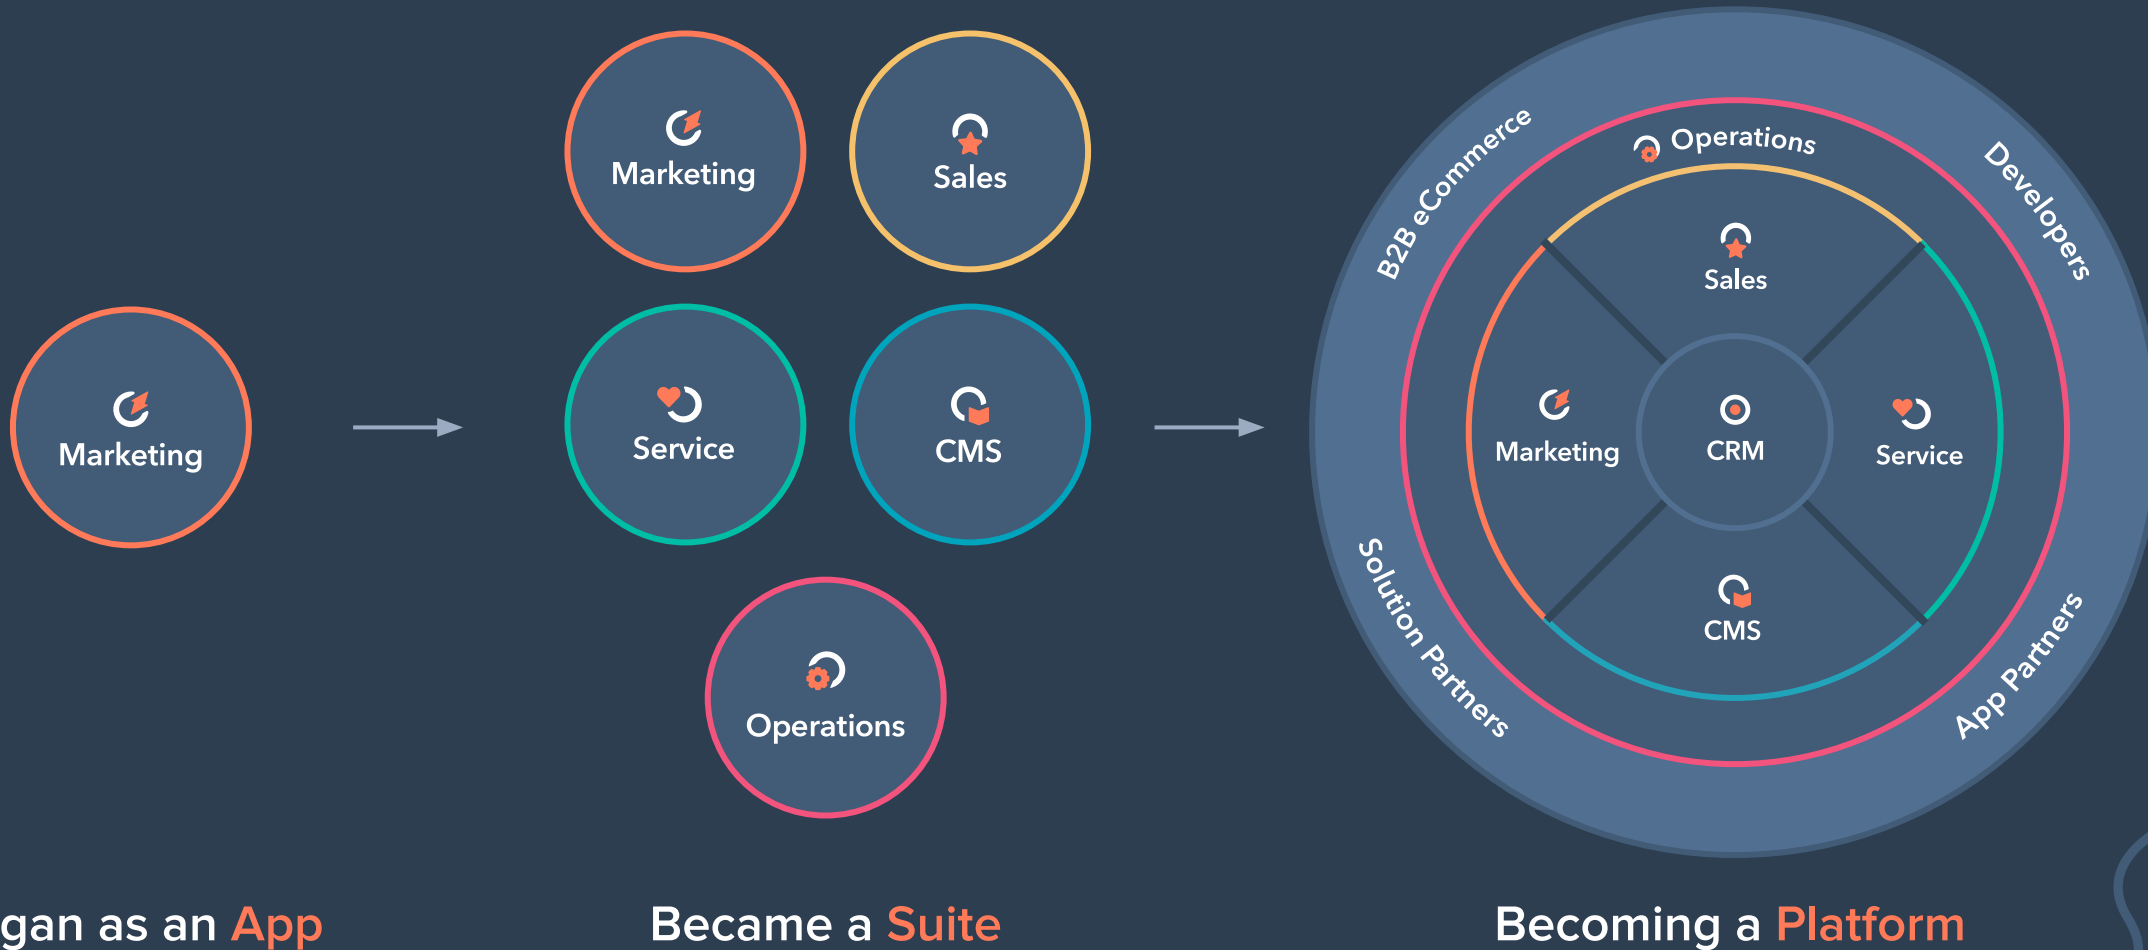 Marketing
Marketing
Sales
Service
CMS
Operations
B2B eCommerce
Developers
Operations
Sales
Marketing
CRM
Service
CMS
Solution Partners
App Partners
gan as an App
Became a Suite
Becoming a Platform